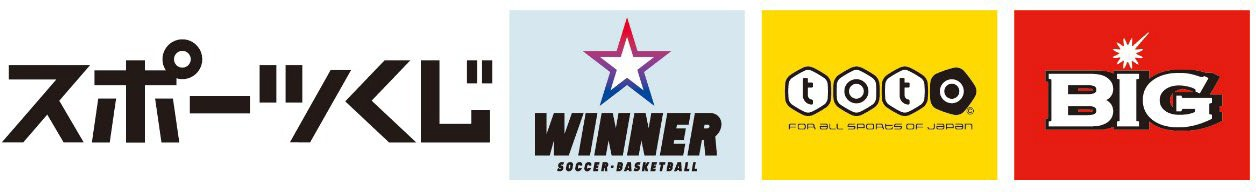 スポーツくじ
WINNER
SOCCER・BASKETBALL
toto
©
FOR ALL SPORTS OF JAPAN
BIG